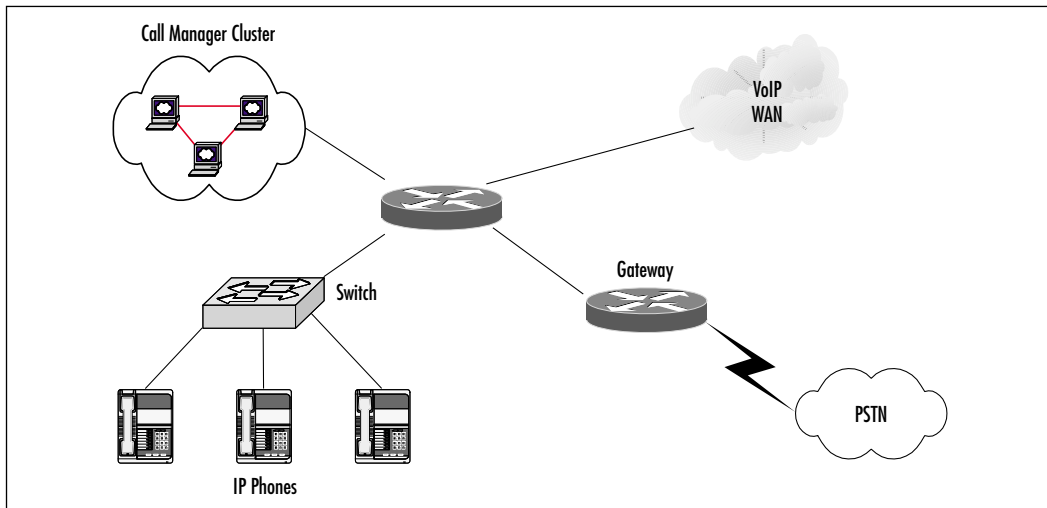 Call Manager Cluster
VoIP
WAN
Gateway
Switch
PSTN
IP Phones